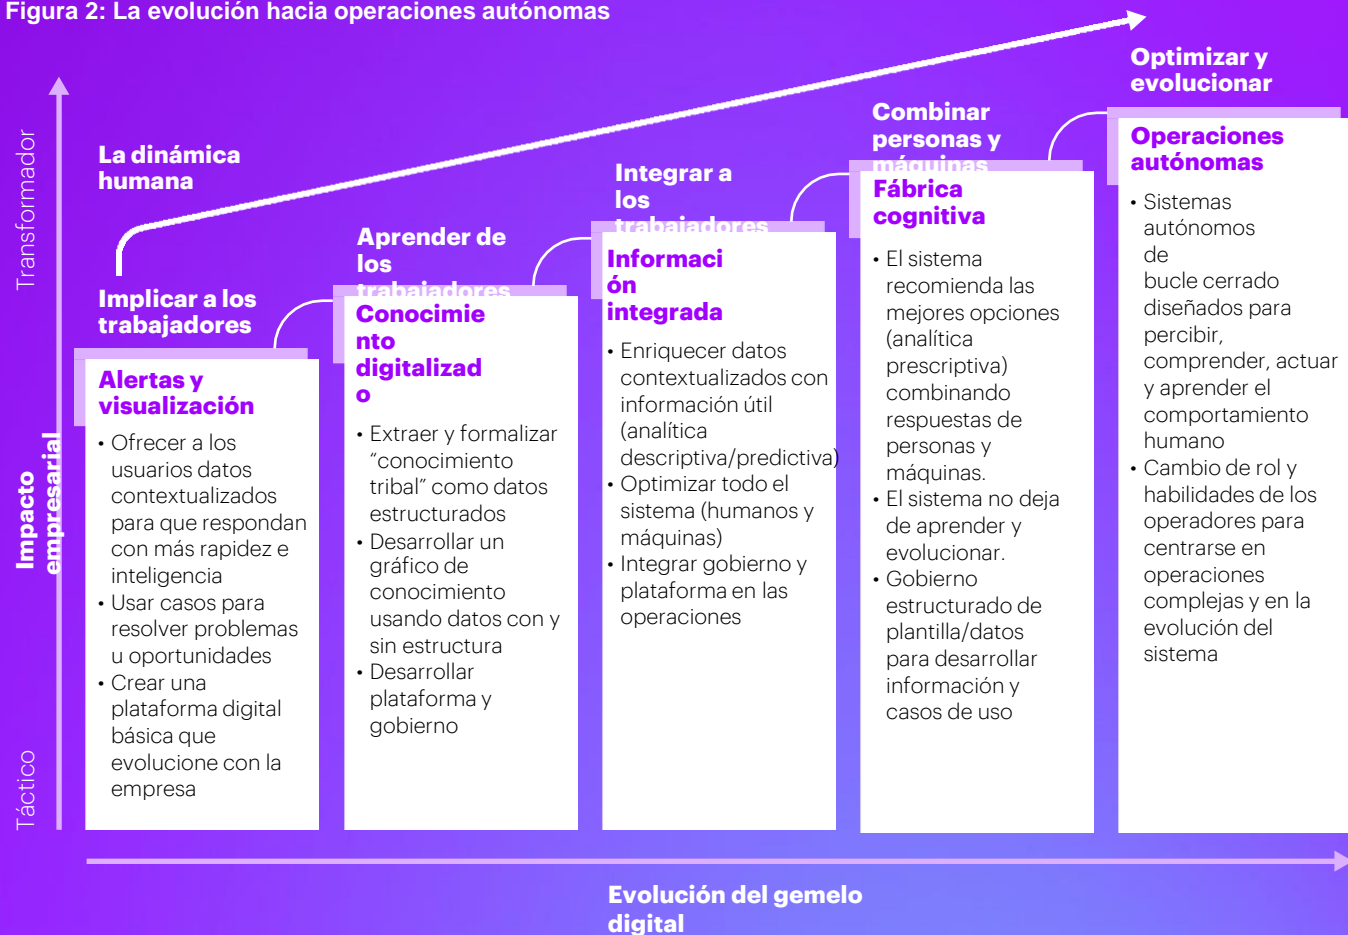 Figura 2: La evolución hacia operaciones autónomas
Transformador
Impacto
empresarial
Táctico
La dinámica
humana
Implicar a los
trabajadores
Alertas y
visualización
• Ofrecer a los
usuarios datos
contextualizados
para que respondan
con más rapidez e
inteligencia
• Usar casos para
resolver problemas
u oportunidades
• Crear una
plataforma digital
básica que
evolucione con la
empresa
Aprender de
los
trabajadores
Conocimie
nto
digitalizad
o
• Extraer y formalizar
“conocimiento
tribal” como datos
estructurados
• Desarrollar un
gráfico de
conocimiento
usando datos con y
sin estructura
• Desarrollar
plataforma y
gobierno
Integrar a
los
trabajadores
Informaci
ón
integrada
• Enriquecer datos
contextualizados con
información útil
(analítica
descriptiva/predictiva)
• Optimizar todo el
sistema (humanos y
máquinas)
• Integrar gobierno y
plataforma en las
operaciones
Combinar
personas y
máquinas
Fábrica
cognitiva
• El sistema
recomienda las
mejores opciones
(analítica
prescriptiva)
combinando
respuestas de
personas y
máquinas.
• El sistema no deja
de aprender y
evolucionar.
• Gobierno
estructurado de
plantilla/datos
para desarrollar
información y
casos de uso
Optimizar y
evolucionar
Operaciones
autónomas
• Sistemas
autónomos
de
bucle cerrado
diseñados para
percibir,
comprender, actuar
y aprender el
comportamiento
humano
• Cambio de rol y
habilidades de los
operadores para
centrarse en
operaciones
complejas y en la
evolución del
sistema
Evolución del gemelo
digital